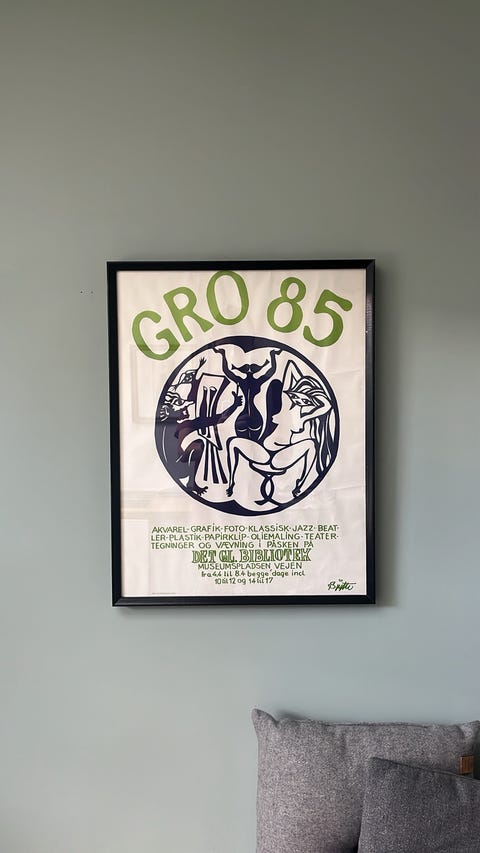 GRO 85
AKVAREL·GRAFIK·FOTO·KLASSISK·JAZZ·BEAT-
LER·PLASTIK·PAPIRKLIP·OLIEMALING·TEATER·
TEGNINGER OG VÆVNING I PÅSKEN PÅ
DET GL. BIBLIOTEK
MUSEUMSPLADSEN VEJEN
fra 4.4 til 8.4 begge dage incl.
10 til 12 og 14 til 17